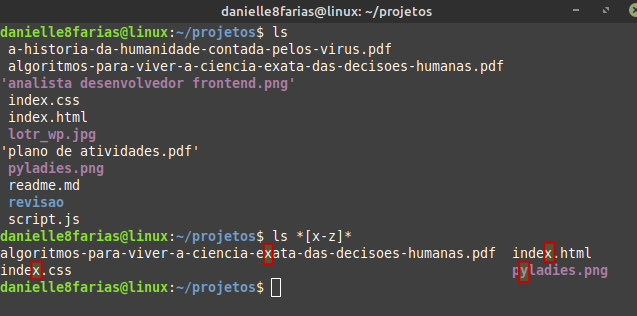 danielle8farias@linux: ~/projetos
danielle8farias@linux:~/projetos$ ls
a-historia-da-humanidade-contada-pelos-virus.pdf
algoritmos-para-viver-a-ciencia-exata-das-decisoes-humanas.pdf
'analista desenvolvedor frontend.png'
index.css
index.html
lotr_wp.jpg
'plano de atividades.pdf'
pyladies.png
readme.md
revisao
script.js
danielle8farias@linux:~/projetos$ ls *[x-z]*
algoritmos-para-viver-a-ciencia-exata-das-decisoes-humanas.pdf  index.html
index.css  pyladies.png
danielle8farias@linux:~/projetos$